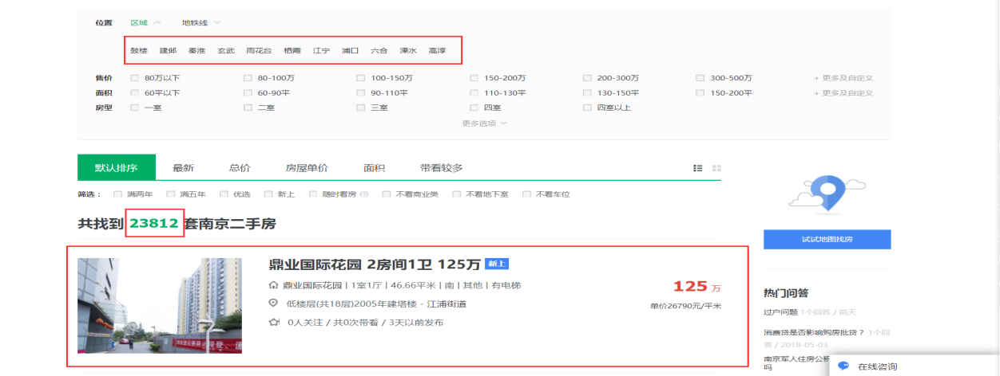 位置 区域 地铁线
鼓楼 建邺 秦淮 玄武 雨花台 栖霞 江宁 浦口 六合 溧水 高淳
售价 80万以下 80-100万 100-150万 150-200万 200-300万 300-500万 + 更多及自定义
面积 60平以下 60-90平 90-110平 110-130平 130-150平 150-200平 + 更多及自定义
房型 一室 二室 三室 四室 四室以上
更多选项
默认排序 最新 总价 房屋单价 面积 带看较多
筛选： 满两年 满五年 优选 新上 随时看房 不看商业类 不看地下室 不看车位
共找到 23812 套南京二手房
鼎业国际花园 2房间1卫 125万 新上
鼎业国际花园 | 1室1厅 | 46.66平米 | 南 | 其他 | 有电梯
125 万
低楼层(共18层)2005年建塔楼 - 江浦街道
单价26790元/平米
0人关注 / 共0次带看 / 3天以前发布
试试地图找房
热门问答
过户问题 1个回答 / 前天
消费贷是否影响购房批贷？ 1个回
答 / 2018-05-03
南京军人住房公积
吗
在线咨询